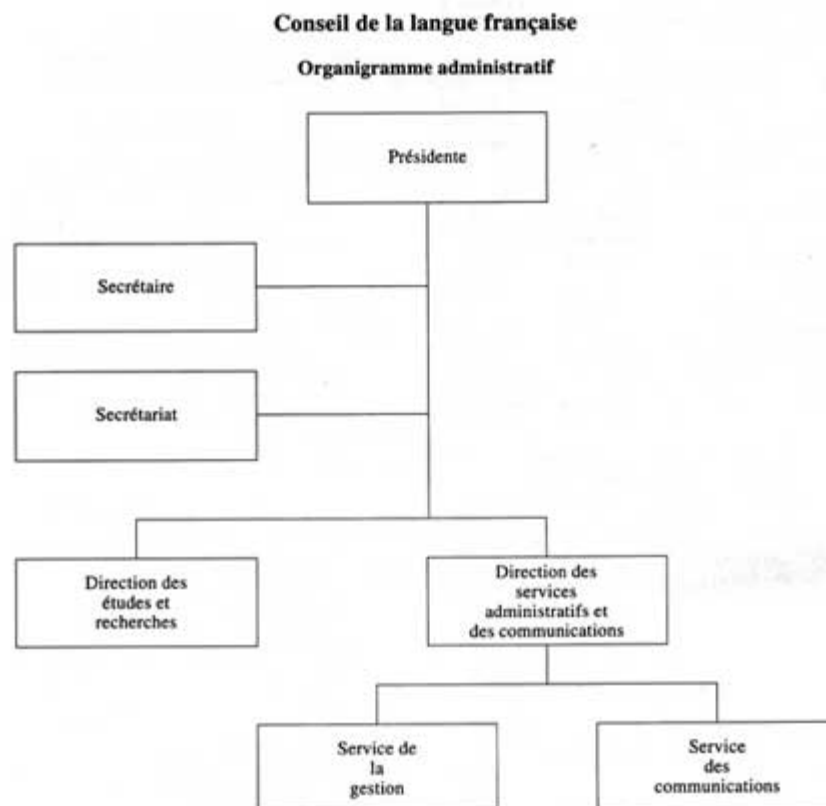 Conseil de la langue française
Organigramme administratif
Présidente
Secrétaire
Secrétariat
Direction des
études et
recherches
Direction des
services
administratifs et
des communications
Service de
la
gestion
Service
des
communications